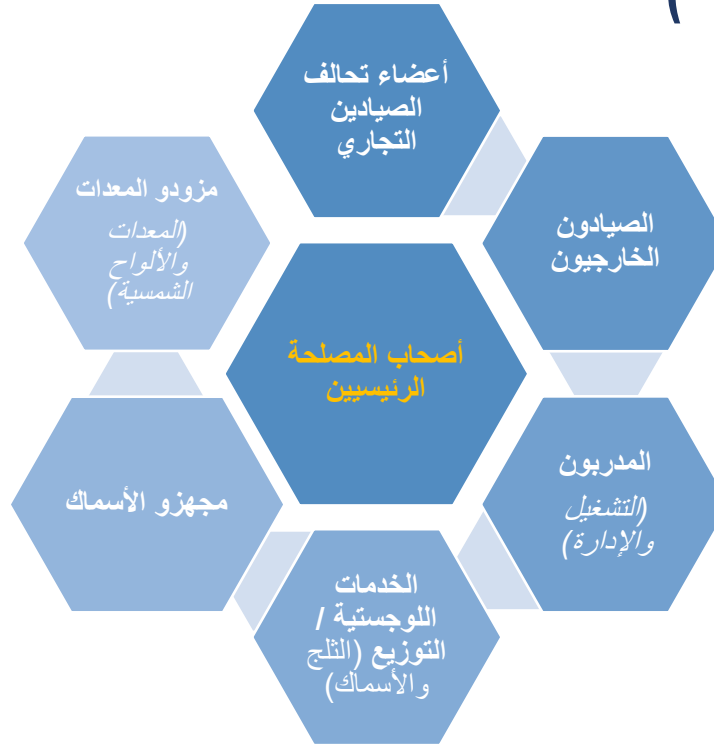 )
أعضاء تحالف
الصيادين
التجاري
الصيادون
الخارجيون
المدربون
(التشغيل
والإدارة)
الخدمات
اللوجستية /
التوزيع (الثلج
والأسماك)
مجهزو الأسماك
مزودو المعدات
(المعدات
والألواح
الشمسية)
أصحاب المصلحة
الرئيسيين